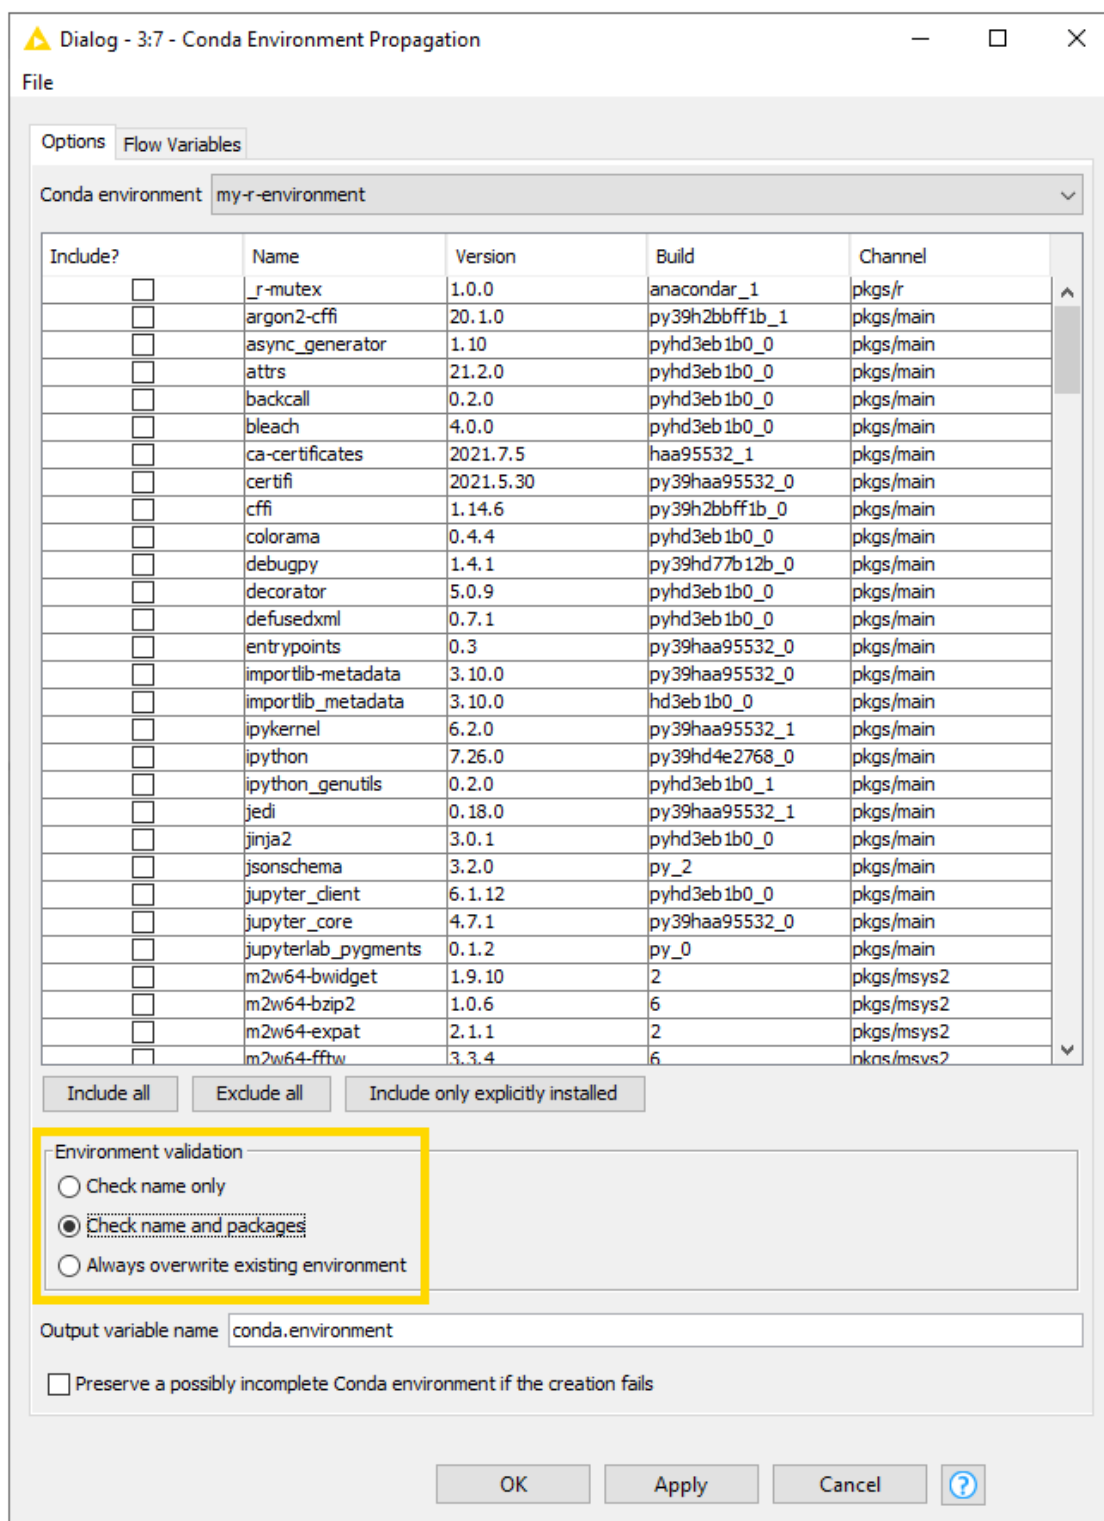 Dialog - 3:7 - Conda Environment Propagation
File
Options Flow Variables
Conda environment my-r-environment
Include? Name Version Build Channel
_r-mutex 1.0.0 anacondar_1 pkgs/r
argon2-cffi 20.1.0 py39h2bbff1b_1 pkgs/main
async_generator 1.10 pyhd3eb1b0_0 pkgs/main
attrs 21.2.0 pyhd3eb1b0_0 pkgs/main
backcall 0.2.0 pyhd3eb1b0_0 pkgs/main
bleach 4.0.0 pyhd3eb1b0_0 pkgs/main
ca-certificates 2021.7.5 haa95532_1 pkgs/main
certifi 2021.5.30 py39haa95532_0 pkgs/main
cffi 1.14.6 py39h2bbff1b_0 pkgs/main
colorama 0.4.4 pyhd3eb1b0_0 pkgs/main
debugpy 1.4.1 py39hd77b12b_0 pkgs/main
decorator 5.0.9 pyhd3eb1b0_0 pkgs/main
defusedxml 0.7.1 pyhd3eb1b0_0 pkgs/main
entrypoints 0.3 py39haa95532_0 pkgs/main
importlib-metadata 3.10.0 py39haa95532_0 pkgs/main
importlib_metadata 3.10.0 hd3eb1b0_0 pkgs/main
ipykernel 6.2.0 py39haa95532_1 pkgs/main
ipython 7.26.0 py39hd4e2768_0 pkgs/main
ipython_genutils 0.2.0 pyhd3eb1b0_1 pkgs/main
jedi 0.18.0 py39haa95532_1 pkgs/main
jinja2 3.0.1 pyhd3eb1b0_0 pkgs/main
jsonschema 3.2.0 py_2 pkgs/main
jupyter_client 6.1.12 pyhd3eb1b0_0 pkgs/main
jupyter_core 4.7.1 py39haa95532_0 pkgs/main
jupyterlab_pygments 0.1.2 py_0 pkgs/main
m2w64-bwidget 1.9.10 2 pkgs/msys2
m2w64-bzip2 1.0.6 6 pkgs/msys2
m2w64-expat 2.1.1 2 pkgs/msys2
m2w64-fftw 3.3.4 6 pkgs/msys2
Include all Exclude all Include only explicitly installed
Environment validation
Check name only
Check name and packages
Always overwrite existing environment
Output variable name conda.environment
Preserve a possibly incomplete Conda environment if the creation fails
OK Apply Cancel ?